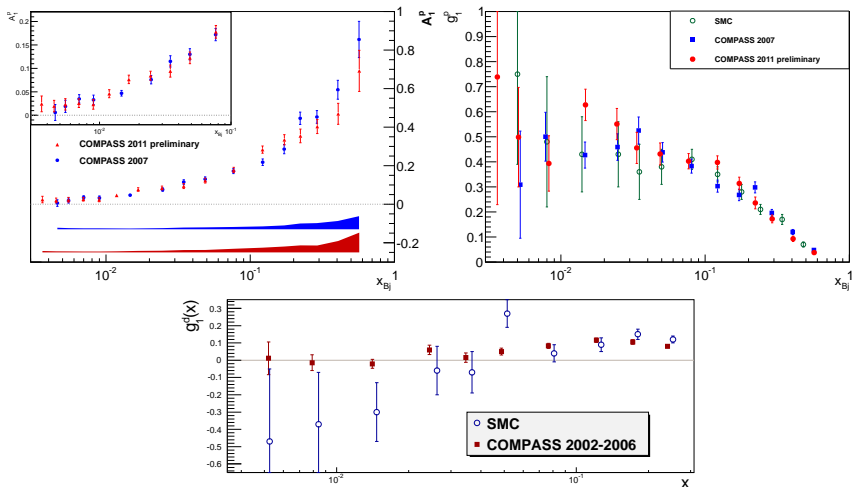 A₁ᵖ
0.2
0.15
0.1
0.05
0
10⁻²
x_Bj
10⁻¹
COMPASS 2011 preliminary
COMPASS 2007
1
0.8
0.6
0.4
0.2
0
-0.2
A₁ᵖ
10⁻²
10⁻¹
1
x_Bj
g₁ᵖ
1
0.9
0.8
0.7
0.6
0.5
0.4
0.3
0.2
0.1
0
SMC
COMPASS 2007
COMPASS 2011 preliminary
10⁻²
10⁻¹
1
x_Bj
g₁ᵈ(x)
0.3
0.2
0.1
0
-0.1
-0.2
-0.3
-0.4
-0.5
-0.6
SMC
COMPASS 2002-2006
10⁻²
10⁻¹
x